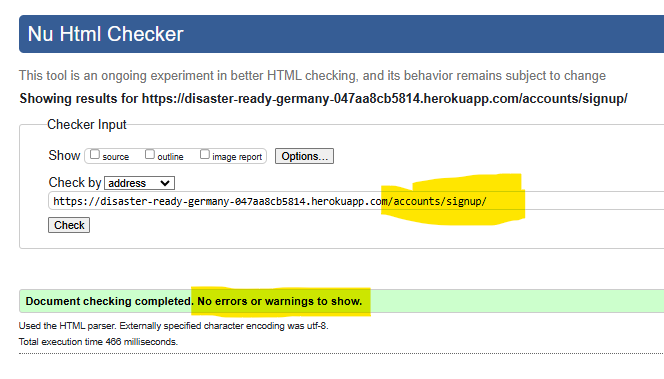 Nu Html Checker
This tool is an ongoing experiment in better HTML checking, and its behavior remains subject to change
Showing results for https://disaster-ready-germany-047aa8cb5814.herokuapp.com/accounts/signup/
Checker Input
Show source outline image report Options...
Check by address
https://disaster-ready-germany-047aa8cb5814.herokuapp.com/accounts/signup/
Check
Document checking completed. No errors or warnings to show.
Used the HTML parser. Externally specified character encoding was utf-8.
Total execution time 466 milliseconds.